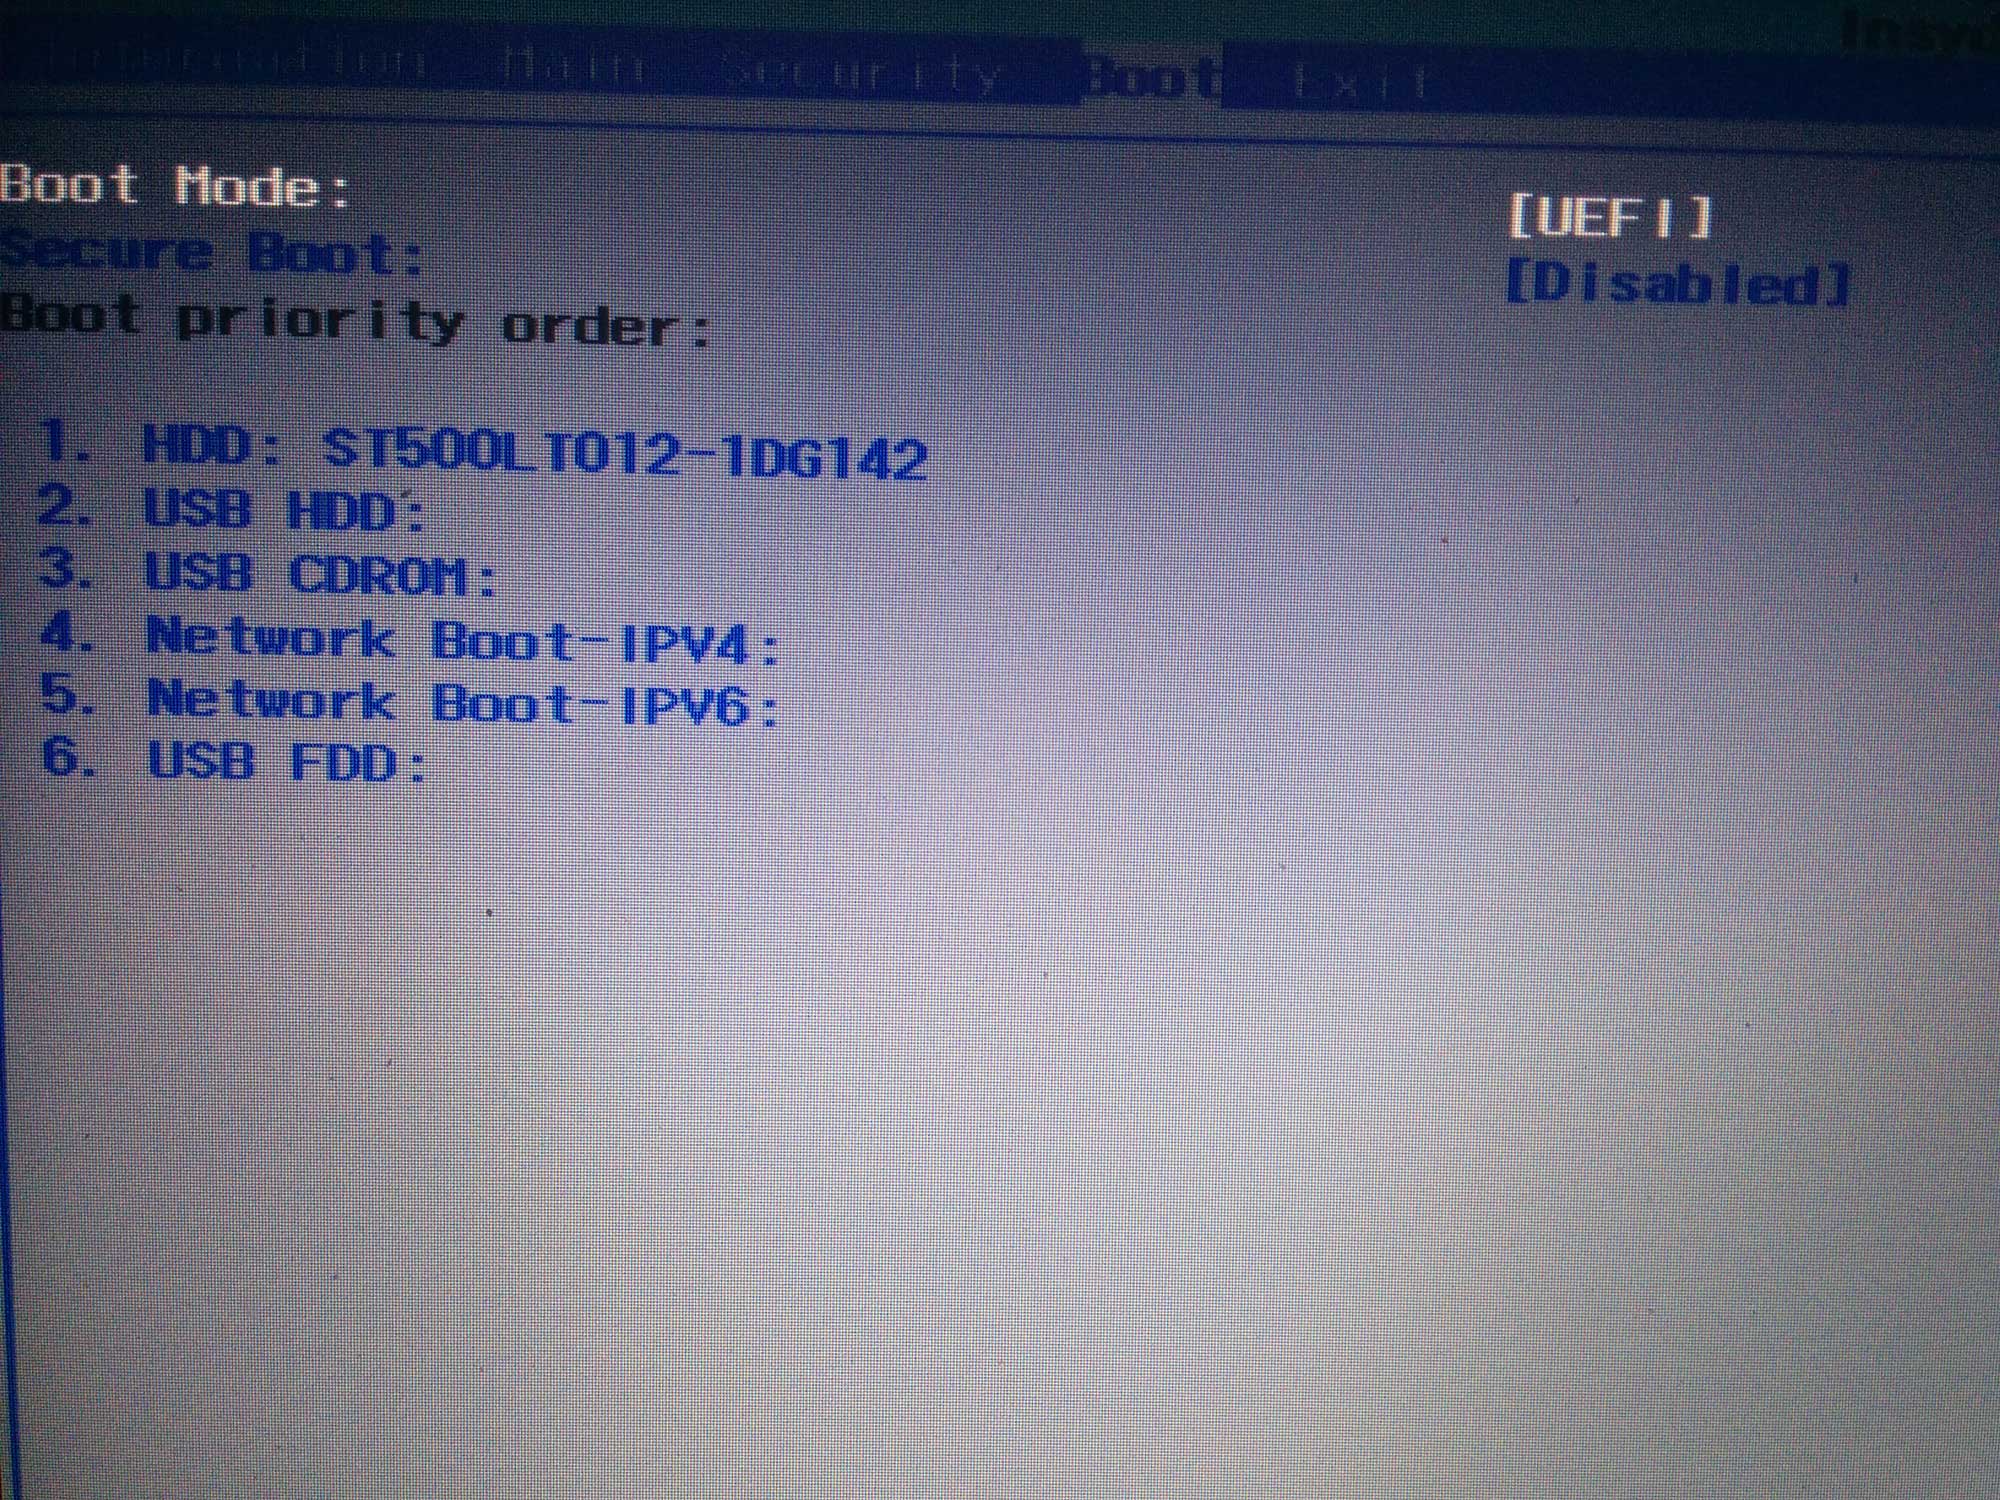 Insyd
Information Main Security Boot Exit
Boot Mode: [UEFI]
Secure Boot: [Disabled]
Boot priority order:
1. HDD: ST500LT012-1DG142
2. USB HDD:
3. USB CDROM:
4. Network Boot-IPV4:
5. Network Boot-IPV6:
6. USB FDD: